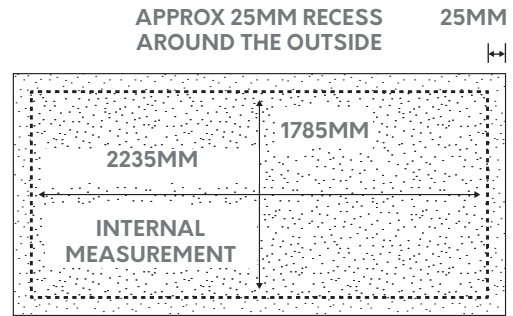 APPROX 25MM RECESS
AROUND THE OUTSIDE
25MM
1785MM
2235MM
INTERNAL
MEASUREMENT